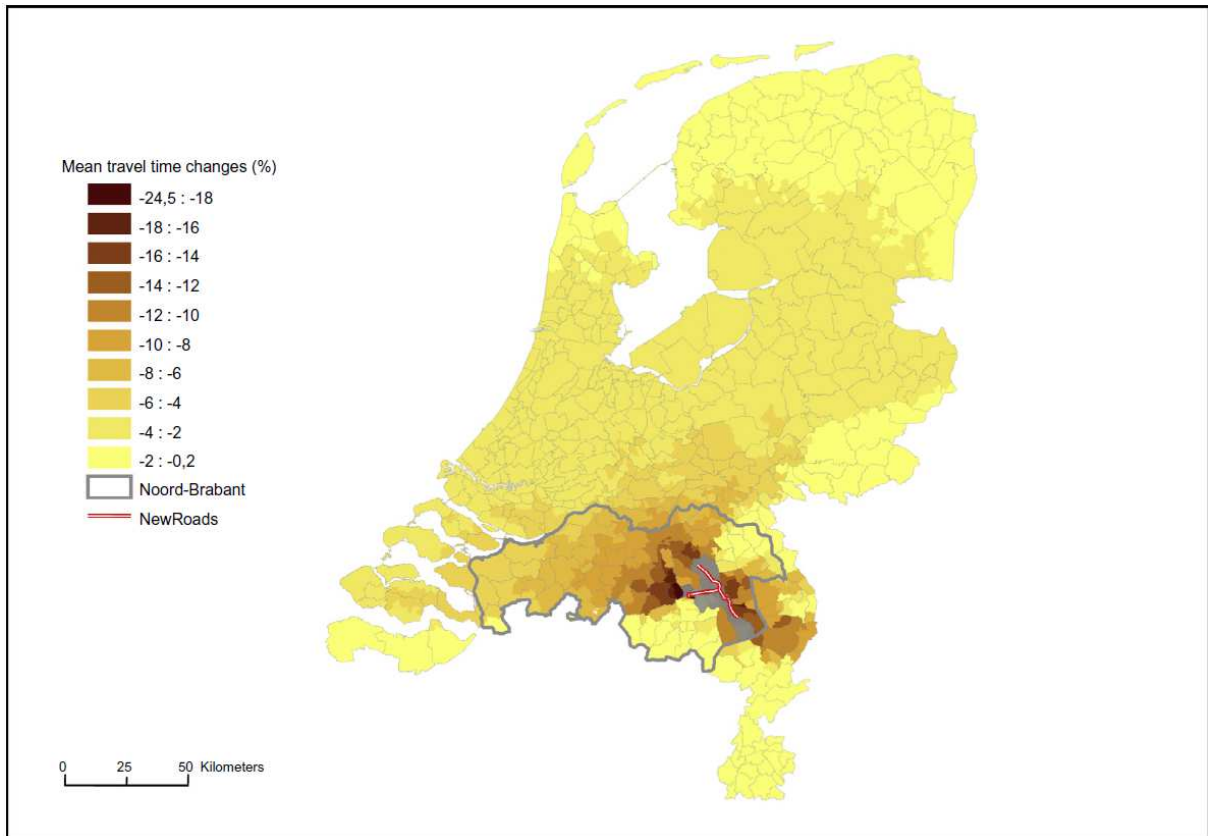 Mean travel time changes (%)
-24,5 : -18
-18 : -16
-16 : -14
-14 : -12
-12 : -10
-10 : -8
-8 : -6
-6 : -4
-4 : -2
-2 : -0,2
Noord-Brabant
NewRoads
0 25 50 Kilometers